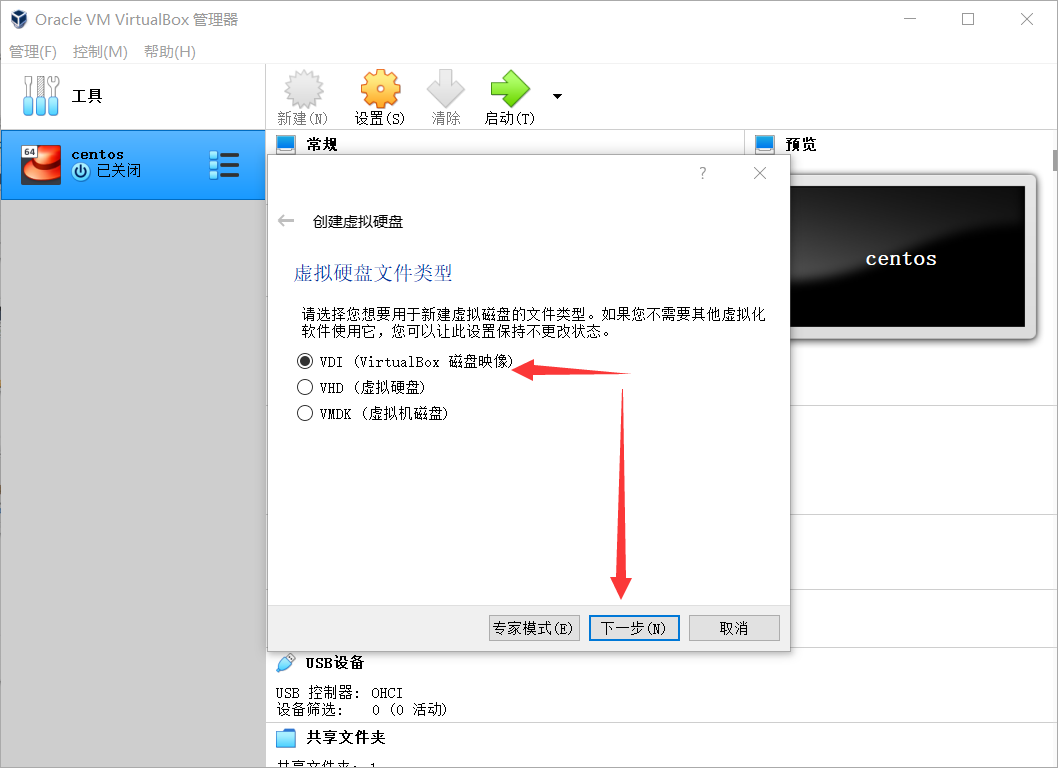 Oracle VM VirtualBox 管理器
管理(F) 控制(M) 帮助(H)
工具
新建(N) 设置(S) 清除 启动(T)
64
centos
已关闭
常规
预览
centos
?
创建虚拟硬盘
虚拟硬盘文件类型
请选择您想要用于新建虚拟磁盘的文件类型。如果您不需要其他虚拟化
软件使用它，您可以让此设置保持不更改状态。
VDI (VirtualBox 磁盘映像)
VHD (虚拟硬盘)
VMDK (虚拟机磁盘)
专家模式(E) 下一步(N) 取消
USB设备
USB 控制器: OHCI
设备筛选: 0 (0 活动)
共享文件夹
共享文件夹: 1